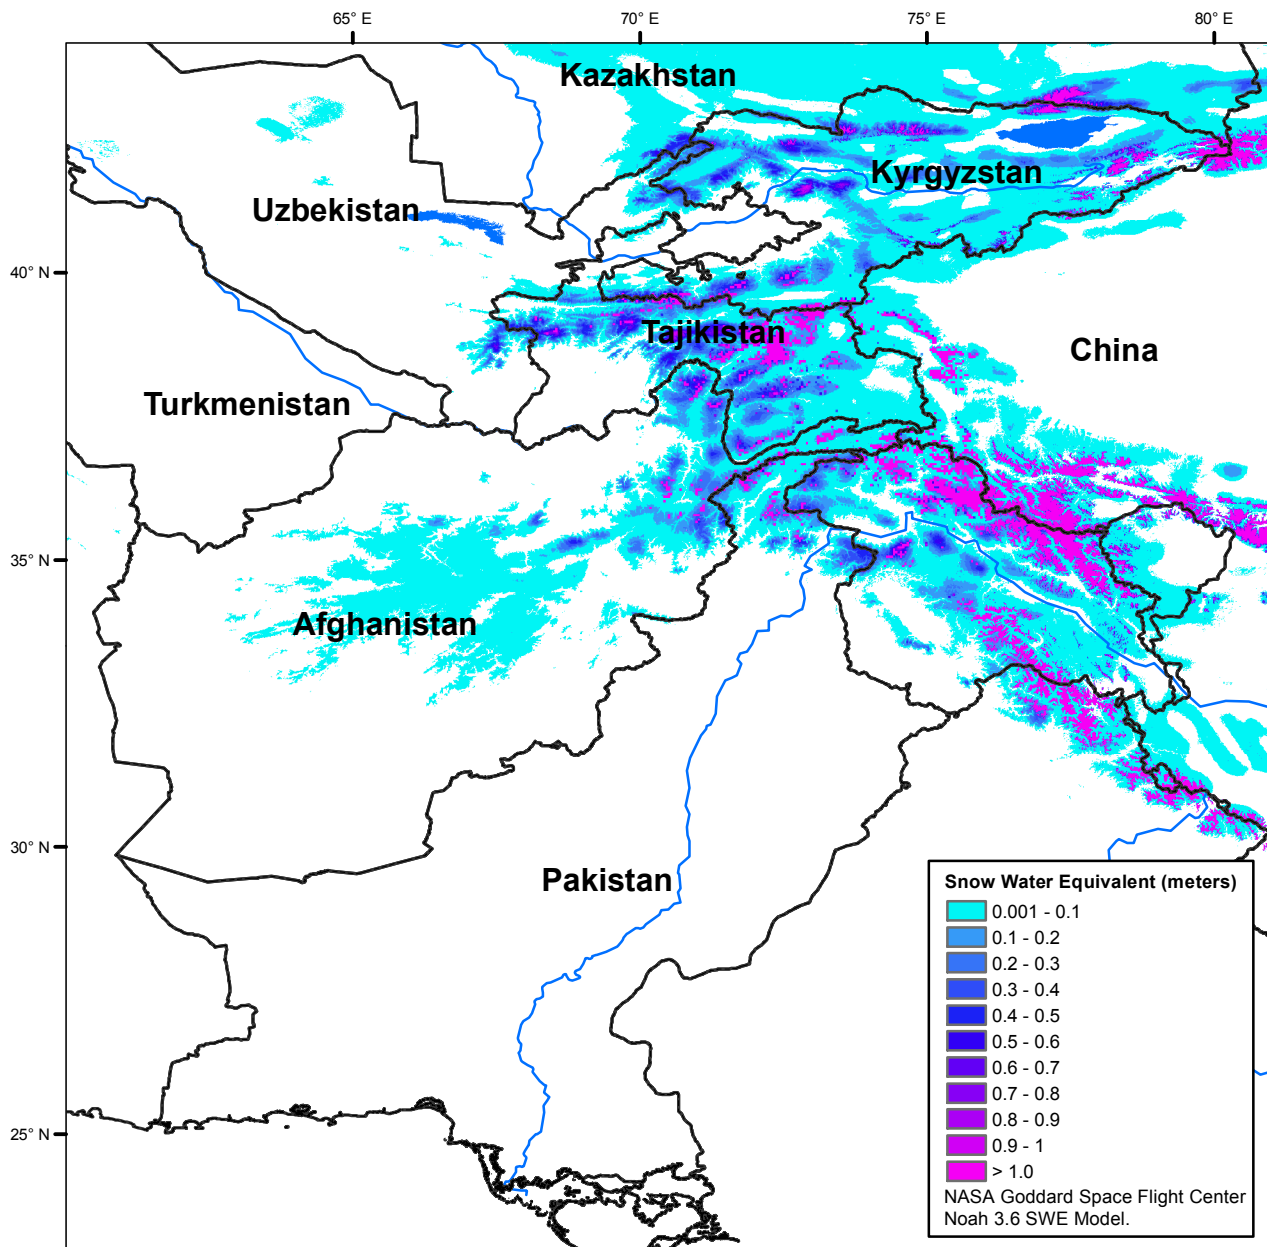 65° E
70° E
75° E
80° E
Kazakhstan
Kyrgyzstan
Uzbekistan
40° N
Tajikistan
China
Turkmenistan
35° N
Afghanistan
30° N
Pakistan
25° N
Snow Water Equivalent (meters)
0.001 - 0.1
0.1 - 0.2
0.2 - 0.3
0.3 - 0.4
0.4 - 0.5
0.5 - 0.6
0.6 - 0.7
0.7 - 0.8
0.8 - 0.9
0.9 - 1
> 1.0
NASA Goddard Space Flight Center
Noah 3.6 SWE Model.